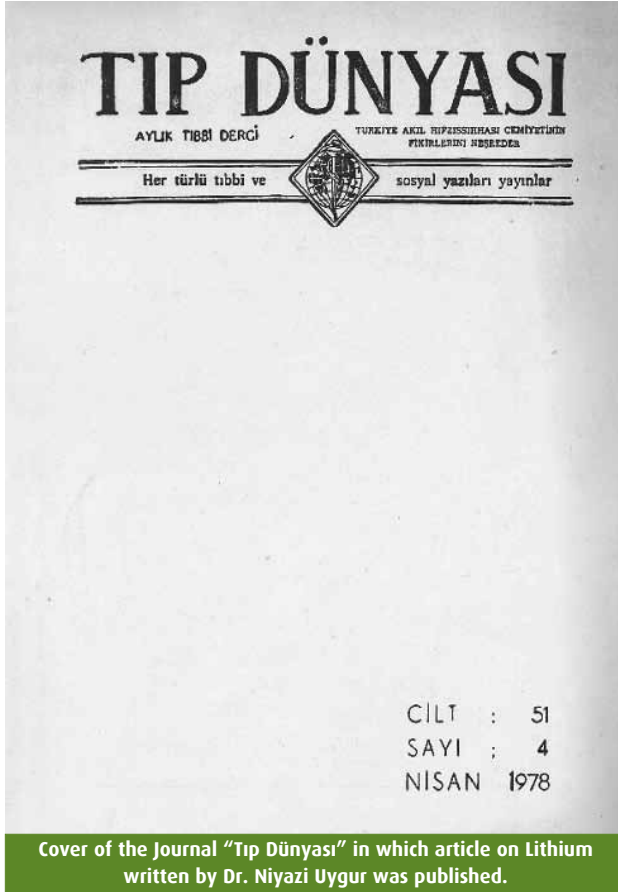 TIP DÜNYASI
AYLIK TIBBİ DERGİ
TURKİYE AKIL HIFZISSIHHASI CEMİYETİNİN
FİKİRLERİNİ NEŞREDER
Her türlü tıbbi ve sosyal yazıları yayınlar
CİLT : 51
SAYI : 4
NİSAN 1978
Cover of the Journal “Tıp Dünyası” in which article on Lithium
written by Dr. Niyazi Uygur was published.